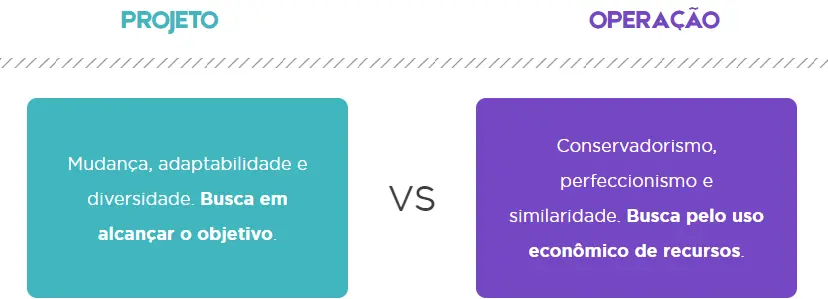 PROJETO
OPERAÇÃO
Mudança, adaptabilidade e
diversidade. Busca em
alcançar o objetivo.
VS
Conservadorismo,
perfeccionismo e
similaridade. Busca pelo uso
econômico de recursos.